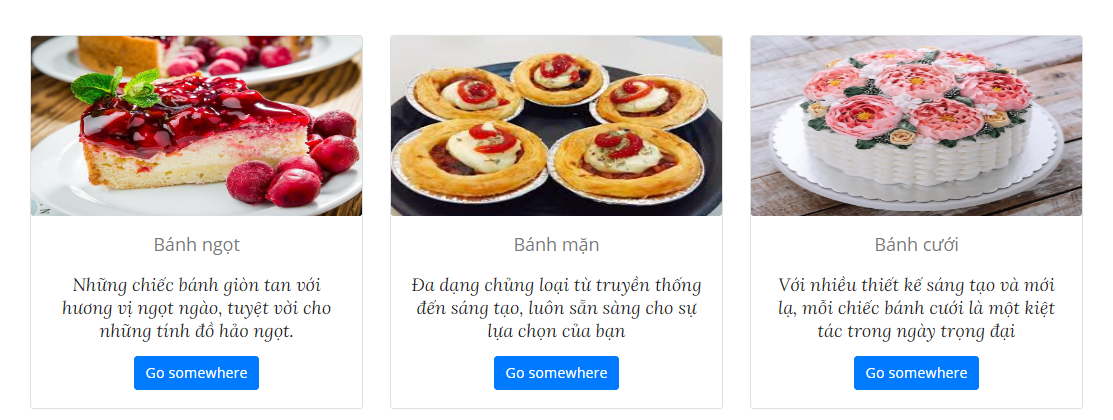 Bánh ngọt
Những chiếc bánh giòn tan với
hương vị ngọt ngào, tuyệt vời cho
những tính đồ hảo ngọt.
Go somewhere
Bánh mặn
Đa dạng chủng loại từ truyền thống
đến sáng tạo, luôn sẵn sàng cho sự
lựa chọn của bạn
Go somewhere
Bánh cưới
Với nhiều thiết kế sáng tạo và mới
lạ, mỗi chiếc bánh cưới là một kiệt
tác trong ngày trọng đại
Go somewhere